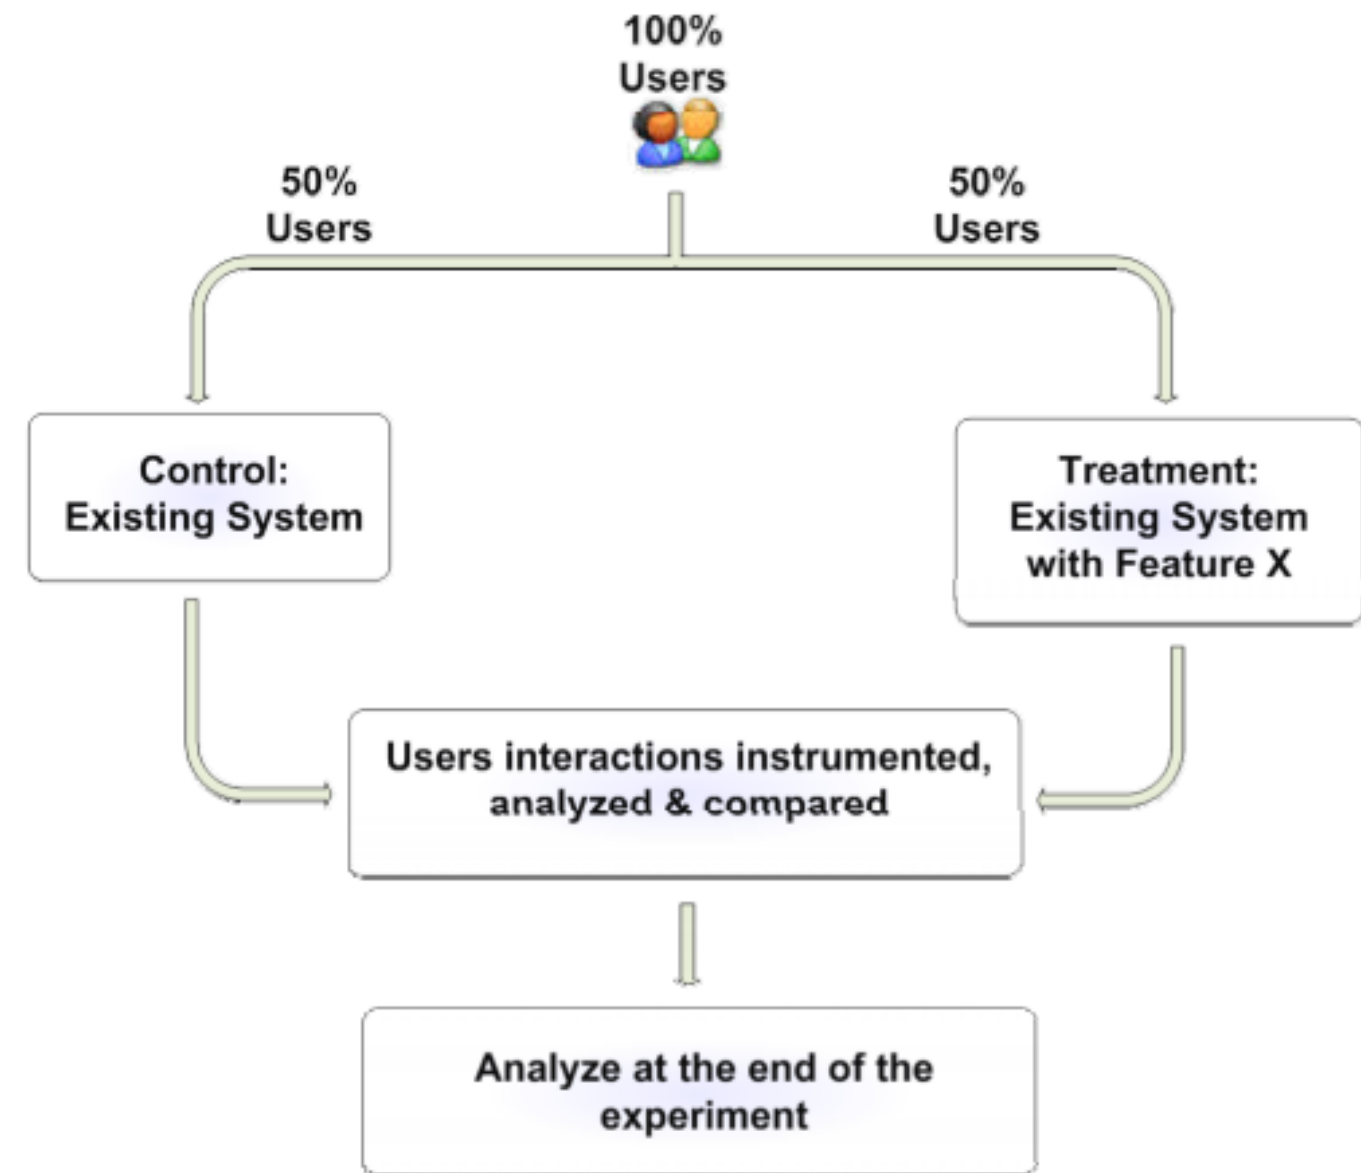 100%
Users
50%
Users
50%
Users
Control:
Existing System
Treatment:
Existing System
with Feature X
Users interactions instrumented,
analyzed & compared
Analyze at the end of the
experiment